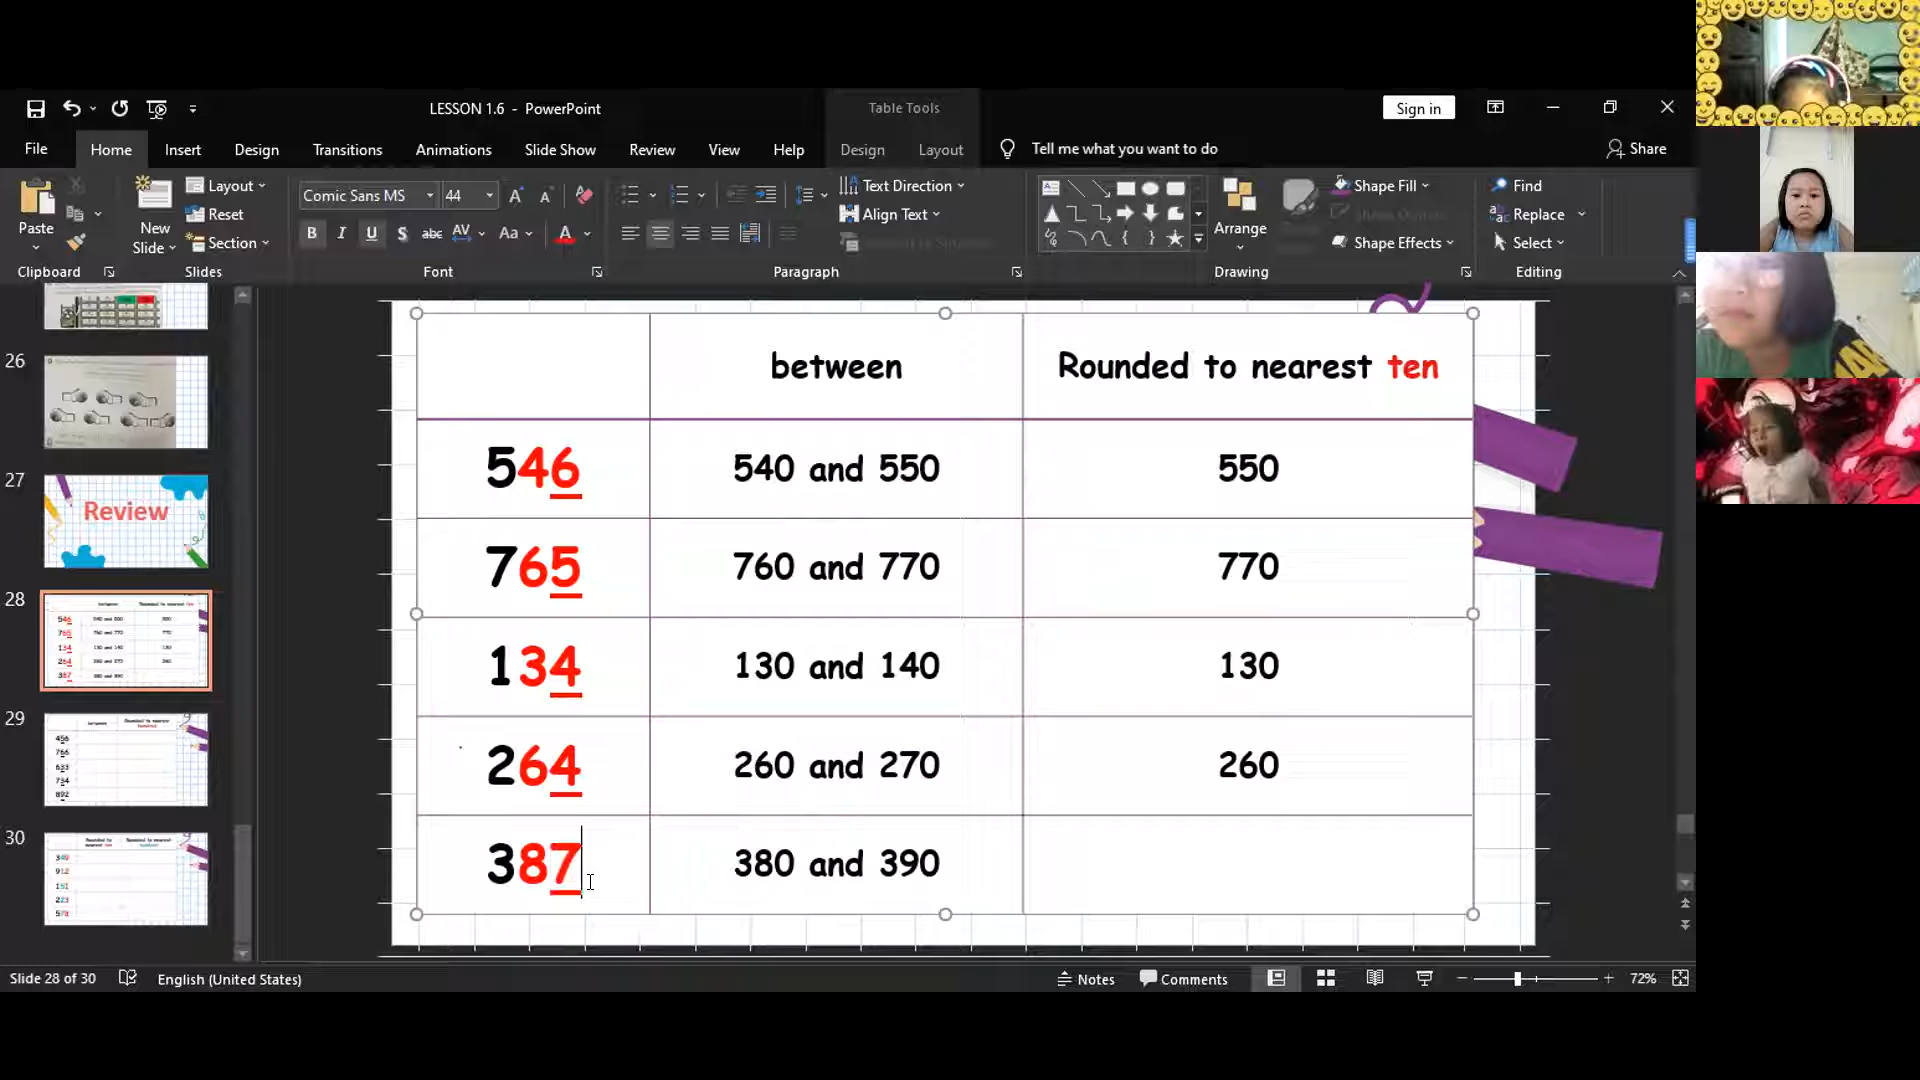 LESSON 1.6 - PowerPoint
Table Tools
Sign in
File
Home
Insert
Design
Transitions
Animations
Slide Show
Review
View
Help
Design
Layout
Tell me what you want to do
Share
Paste
New
Slide
Layout
Reset
Section
Comic Sans MS
44
B
I
U
S
abc
AV
Aa
A
Text Direction
Align Text
Arrange
Shape Fill
Shape Effects
Find
Replace
Select
Clipboard
Slides
Font
Paragraph
Drawing
Editing
26
27
Review
28
29
30
between
Rounded to nearest ten
546
540 and 550
550
765
760 and 770
770
134
130 and 140
130
264
260 and 270
260
387
380 and 390
Slide 28 of 30
English (United States)
Notes
Comments
72%